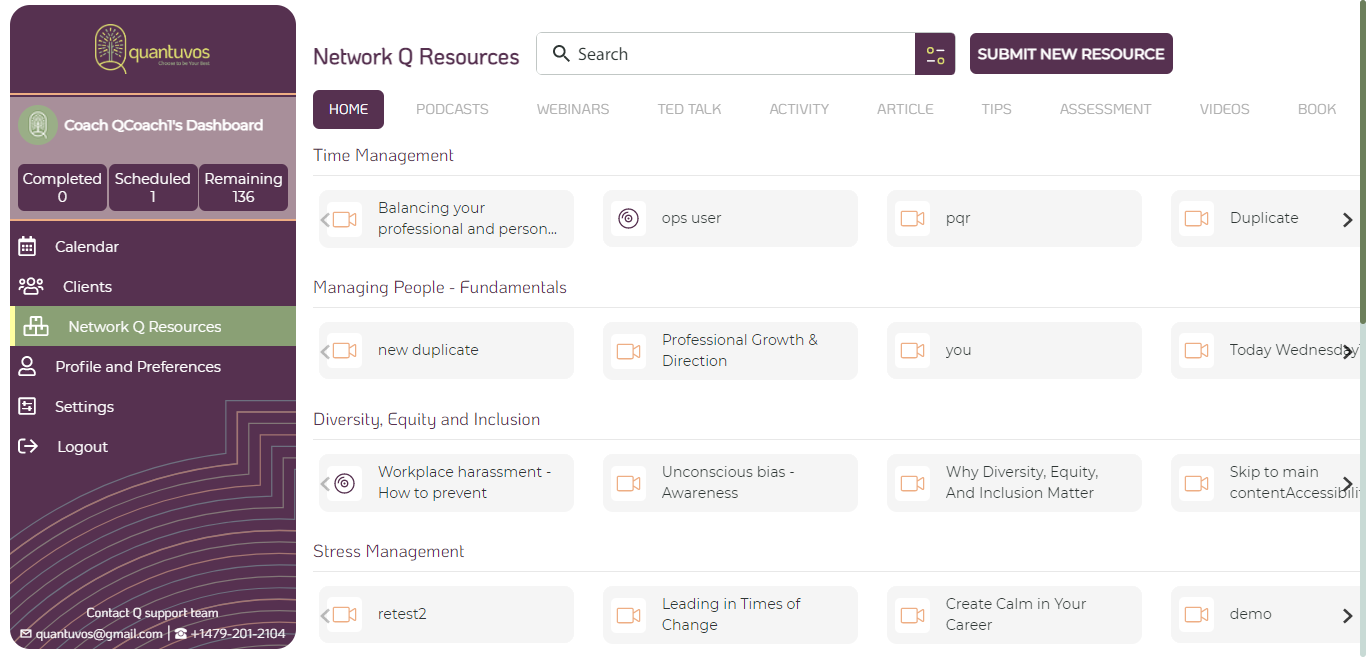 quantuvos
Choose to be Your Best
Coach QCoach1's Dashboard
Completed
0
Scheduled
1
Remaining
136
Calendar
Clients
Network Q Resources
Profile and Preferences
Settings
Logout
Contact Q support team
quantuvos@gmail.com | +1479-201-2104
Network Q Resources
Search
SUBMIT NEW RESOURCE
HOME PODCASTS WEBINARS TED TALK ACTIVITY ARTICLE TIPS ASSESSMENT VIDEOS BOOK
Time Management
Balancing your
professional and person...
ops user
pqr
Duplicate
Managing People - Fundamentals
new duplicate
Professional Growth &
Direction
you
Today Wednesday
Diversity, Equity and Inclusion
Workplace harassment -
How to prevent
Unconscious bias -
Awareness
Why Diversity, Equity,
And Inclusion Matter
Skip to main
contentAccessibilit
Stress Management
retest2
Leading in Times of
Change
Create Calm in Your
Career
demo